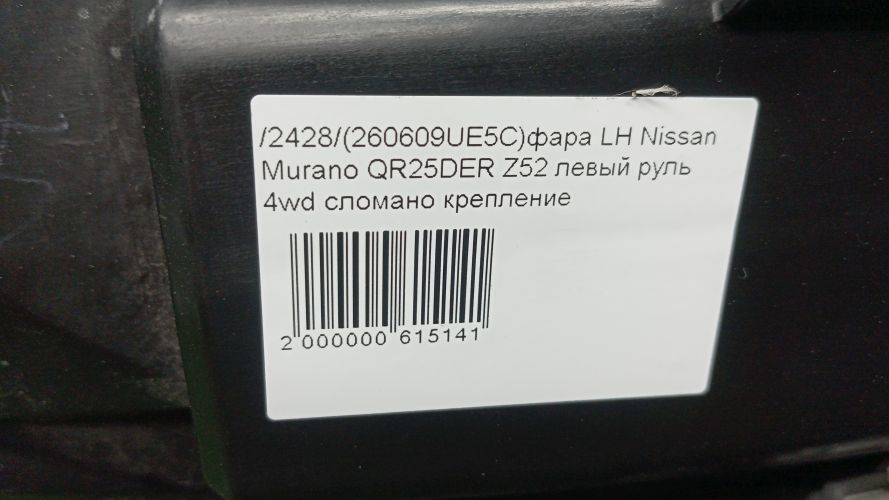 /2428/(260609UE5C)фара LH Nissan
Murano QR25DER Z52 левый руль
4wd сломано крепление
2 000000 615141